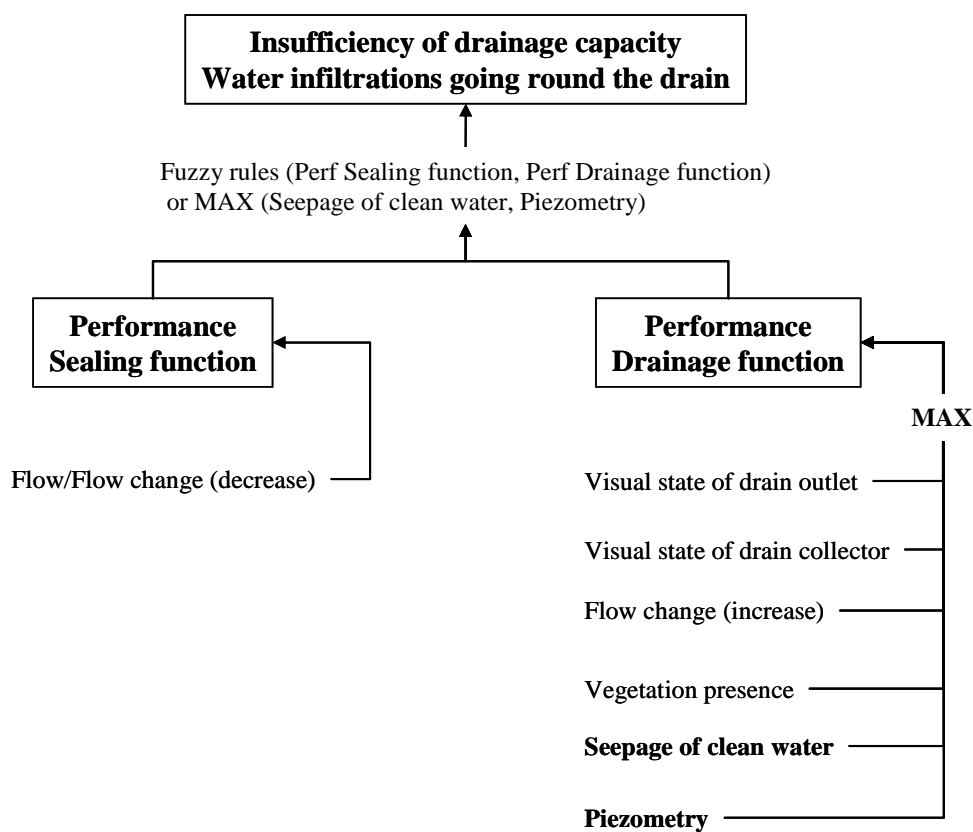 Insufficiency of drainage capacity
Water infiltrations going round the drain
Fuzzy rules (Perf Sealing function, Perf Drainage function)
or MAX (Seepage of clean water, Piezometry)
Performance
Sealing function
Performance
Drainage function
MAX
Flow/Flow change (decrease)
Visual state of drain outlet
Visual state of drain collector
Flow change (increase)
Vegetation presence
Seepage of clean water
Piezometry